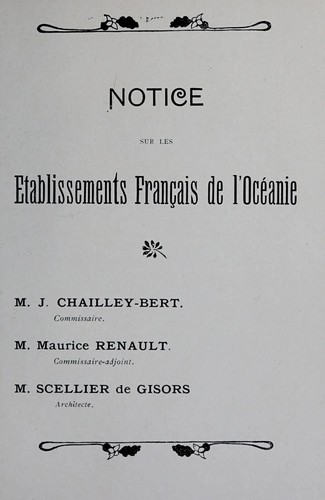 NOTICE
SUR LES
Etablissements Français de l'Océanie
M. J. CHAILLEY-BERT.
Commissaire.
M. Maurice RENAULT.
Commissaire-adjoint.
M. SCELLIER de GISORS
Architecte.